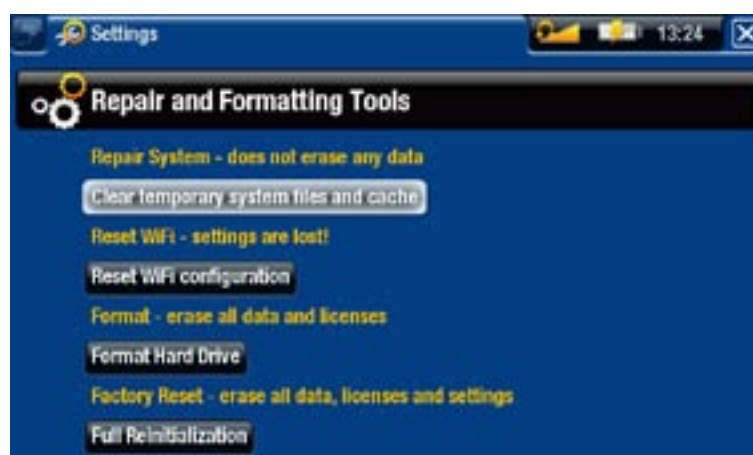 Settings
13:24
Repair and Formatting Tools
Repair System - does not erase any data
Clear temporary system files and cache
Reset WiFi - settings are lost!
Reset WiFi configuration
Format - erase all data and licenses
Format Hard Drive
Factory Reset - erase all data, licenses and settings
Full Reinitialization